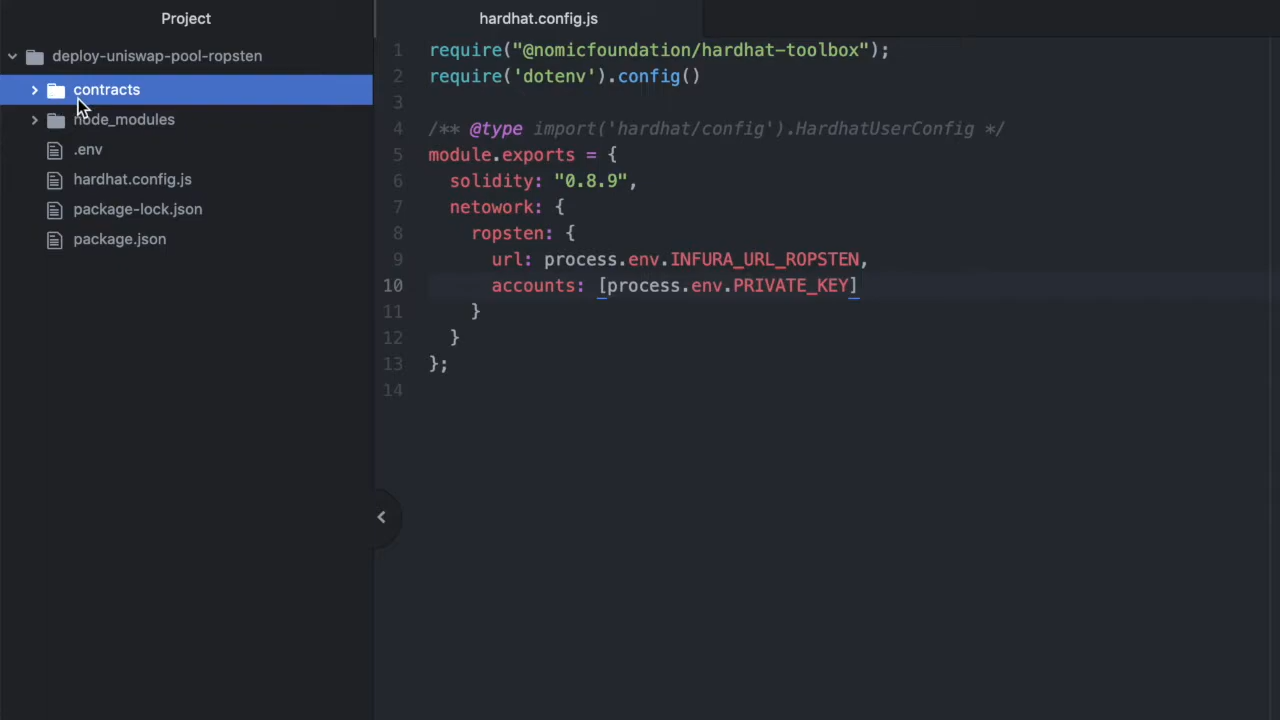 Project
deploy-uniswap-pool-ropsten
contracts
node_modules
.env
hardhat.config.js
package-lock.json
package.json
hardhat.config.js
1 require("@nomicfoundation/hardhat-toolbox");
2 require('dotenv').config()
3
4 /** @type import('hardhat/config').HardhatUserConfig */
5 module.exports = {
6 solidity: "0.8.9",
7 netowork: {
8 ropsten: {
9 url: process.env.INFURA_URL_ROPSTEN,
10 accounts: [process.env.PRIVATE_KEY]
11 }
12 }
13 };
14